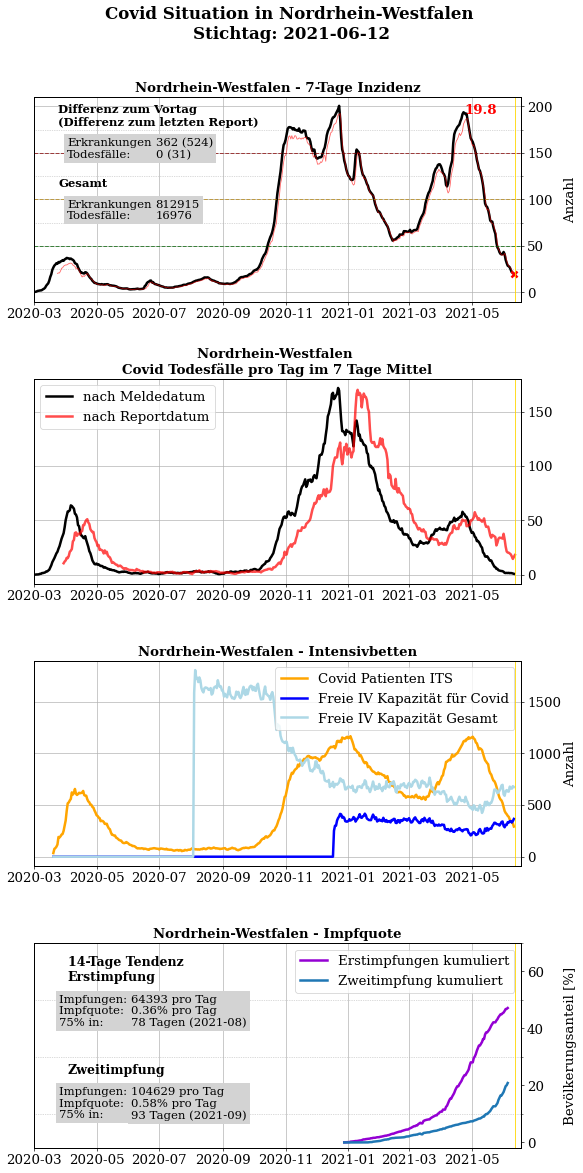 Covid Situation in Nordrhein-Westfalen
Stichtag: 2021-06-12
Nordrhein-Westfalen - 7-Tage Inzidenz
Differenz zum Vortag
(Differenz zum letzten Report)
Erkrankungen 362 (524)
Todesfälle: 0 (31)
Gesamt
Erkrankungen 812915
Todesfälle: 16976
19.8
200
150
100
50
0
Anzahl
2020-03 2020-05 2020-07 2020-09 2020-11 2021-01 2021-03 2021-05
Nordrhein-Westfalen
Covid Todesfälle pro Tag im 7 Tage Mittel
nach Meldedatum
nach Reportdatum
150
100
50
0
2020-03 2020-05 2020-07 2020-09 2020-11 2021-01 2021-03 2021-05
Nordrhein-Westfalen - Intensivbetten
Covid Patienten ITS
Freie IV Kapazität für Covid
Freie IV Kapazität Gesamt
1500
1000
500
0
Anzahl
2020-03 2020-05 2020-07 2020-09 2020-11 2021-01 2021-03 2021-05
Nordrhein-Westfalen - Impfquote
14-Tage Tendenz
Erstimpfung
Impfungen: 64393 pro Tag
Impfquote: 0.36% pro Tag
75% in: 78 Tagen (2021-08)
Zweitimpfung
Impfungen: 104629 pro Tag
Impfquote: 0.58% pro Tag
75% in: 93 Tagen (2021-09)
Erstimpfungen kumuliert
Zweitimpfung kumuliert
60
40
20
0
Bevölkerungsanteil [%]
2020-03 2020-05 2020-07 2020-09 2020-11 2021-01 2021-03 2021-05